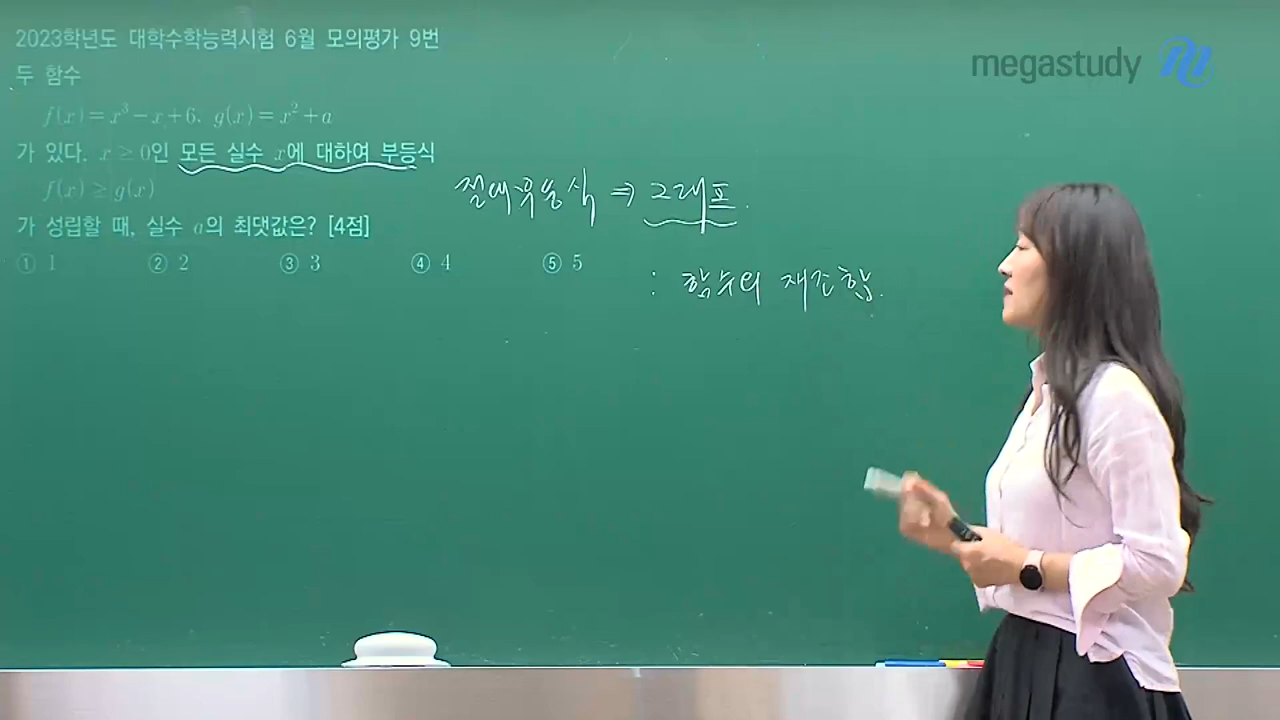 2023학년도 대학수학능력시험 6월 모의평가 9번
두 함수
f(x)=x³−x+6, g(x)=x²+a
가 있다. x≥0인 모든 실수 x에 대하여 부등식
f(x)≥g(x)
가 성립할 때, 실수 a의 최댓값은? [4점]
① 1 ② 2 ③ 3 ④ 4 ⑤ 5
절대부등식 ⇒ 그래프.
: 함수의 재조합.
megastudy